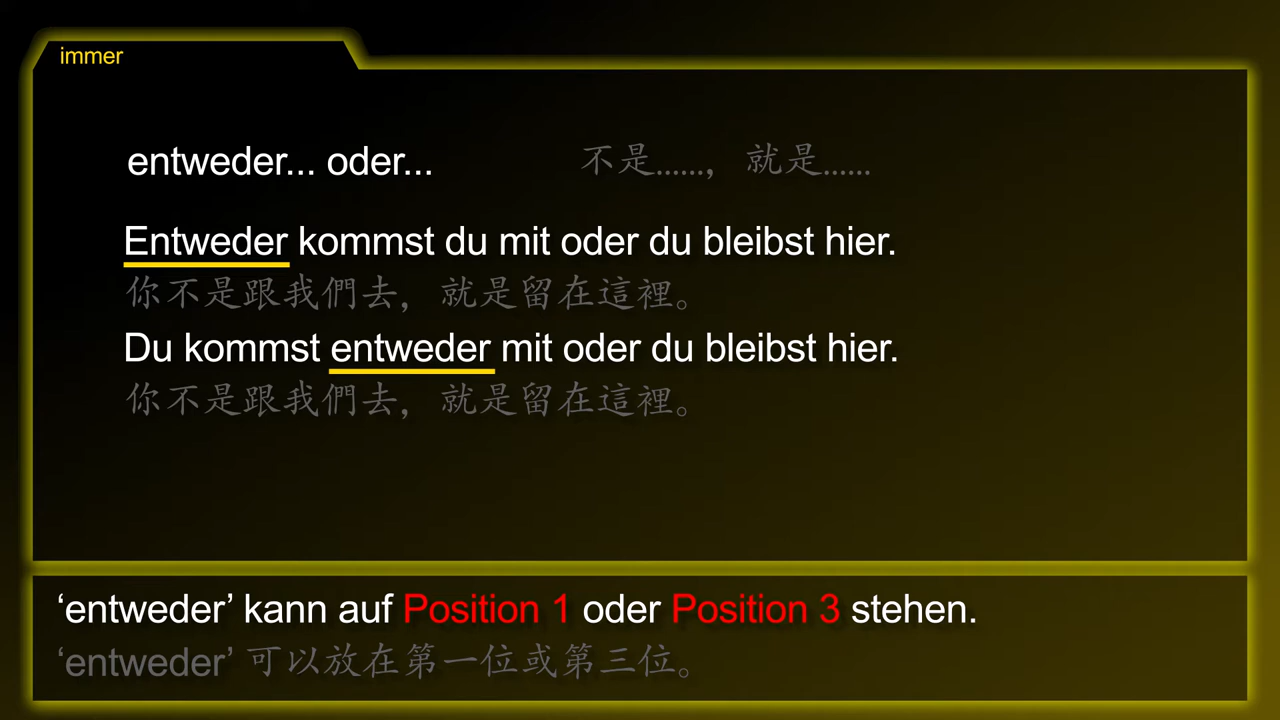 immer
entweder... oder... 不是......，就是......
Entweder kommst du mit oder du bleibst hier.
你不是跟我們去，就是留在這裡。
Du kommst entweder mit oder du bleibst hier.
你不是跟我們去，就是留在這裡。
‘entweder’ kann auf Position 1 oder Position 3 stehen.
‘entweder’ 可以放在第一位或第三位。